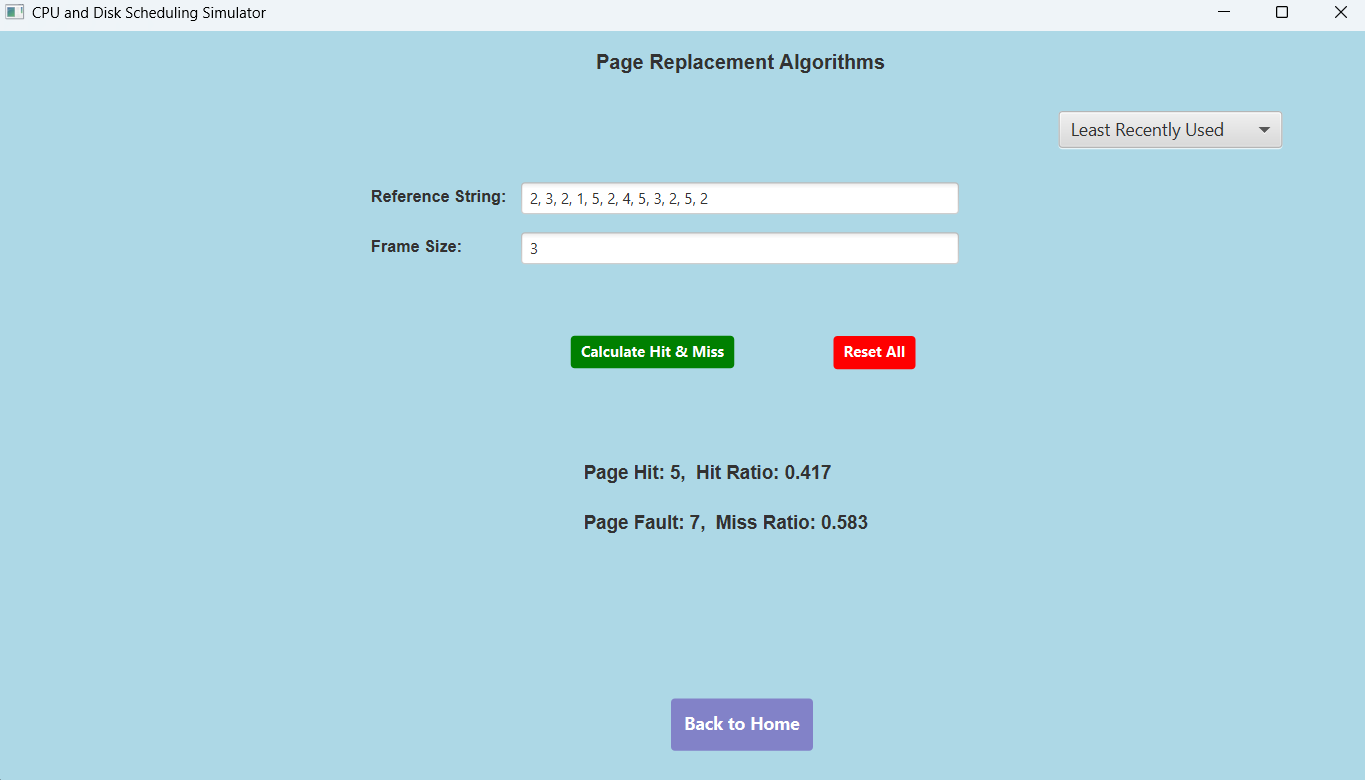 CPU and Disk Scheduling Simulator
Page Replacement Algorithms
Least Recently Used
Reference String: 2, 3, 2, 1, 5, 2, 4, 5, 3, 2, 5, 2
Frame Size: 3
Calculate Hit & Miss Reset All
Page Hit: 5,  Hit Ratio: 0.417
Page Fault: 7,  Miss Ratio: 0.583
Back to Home